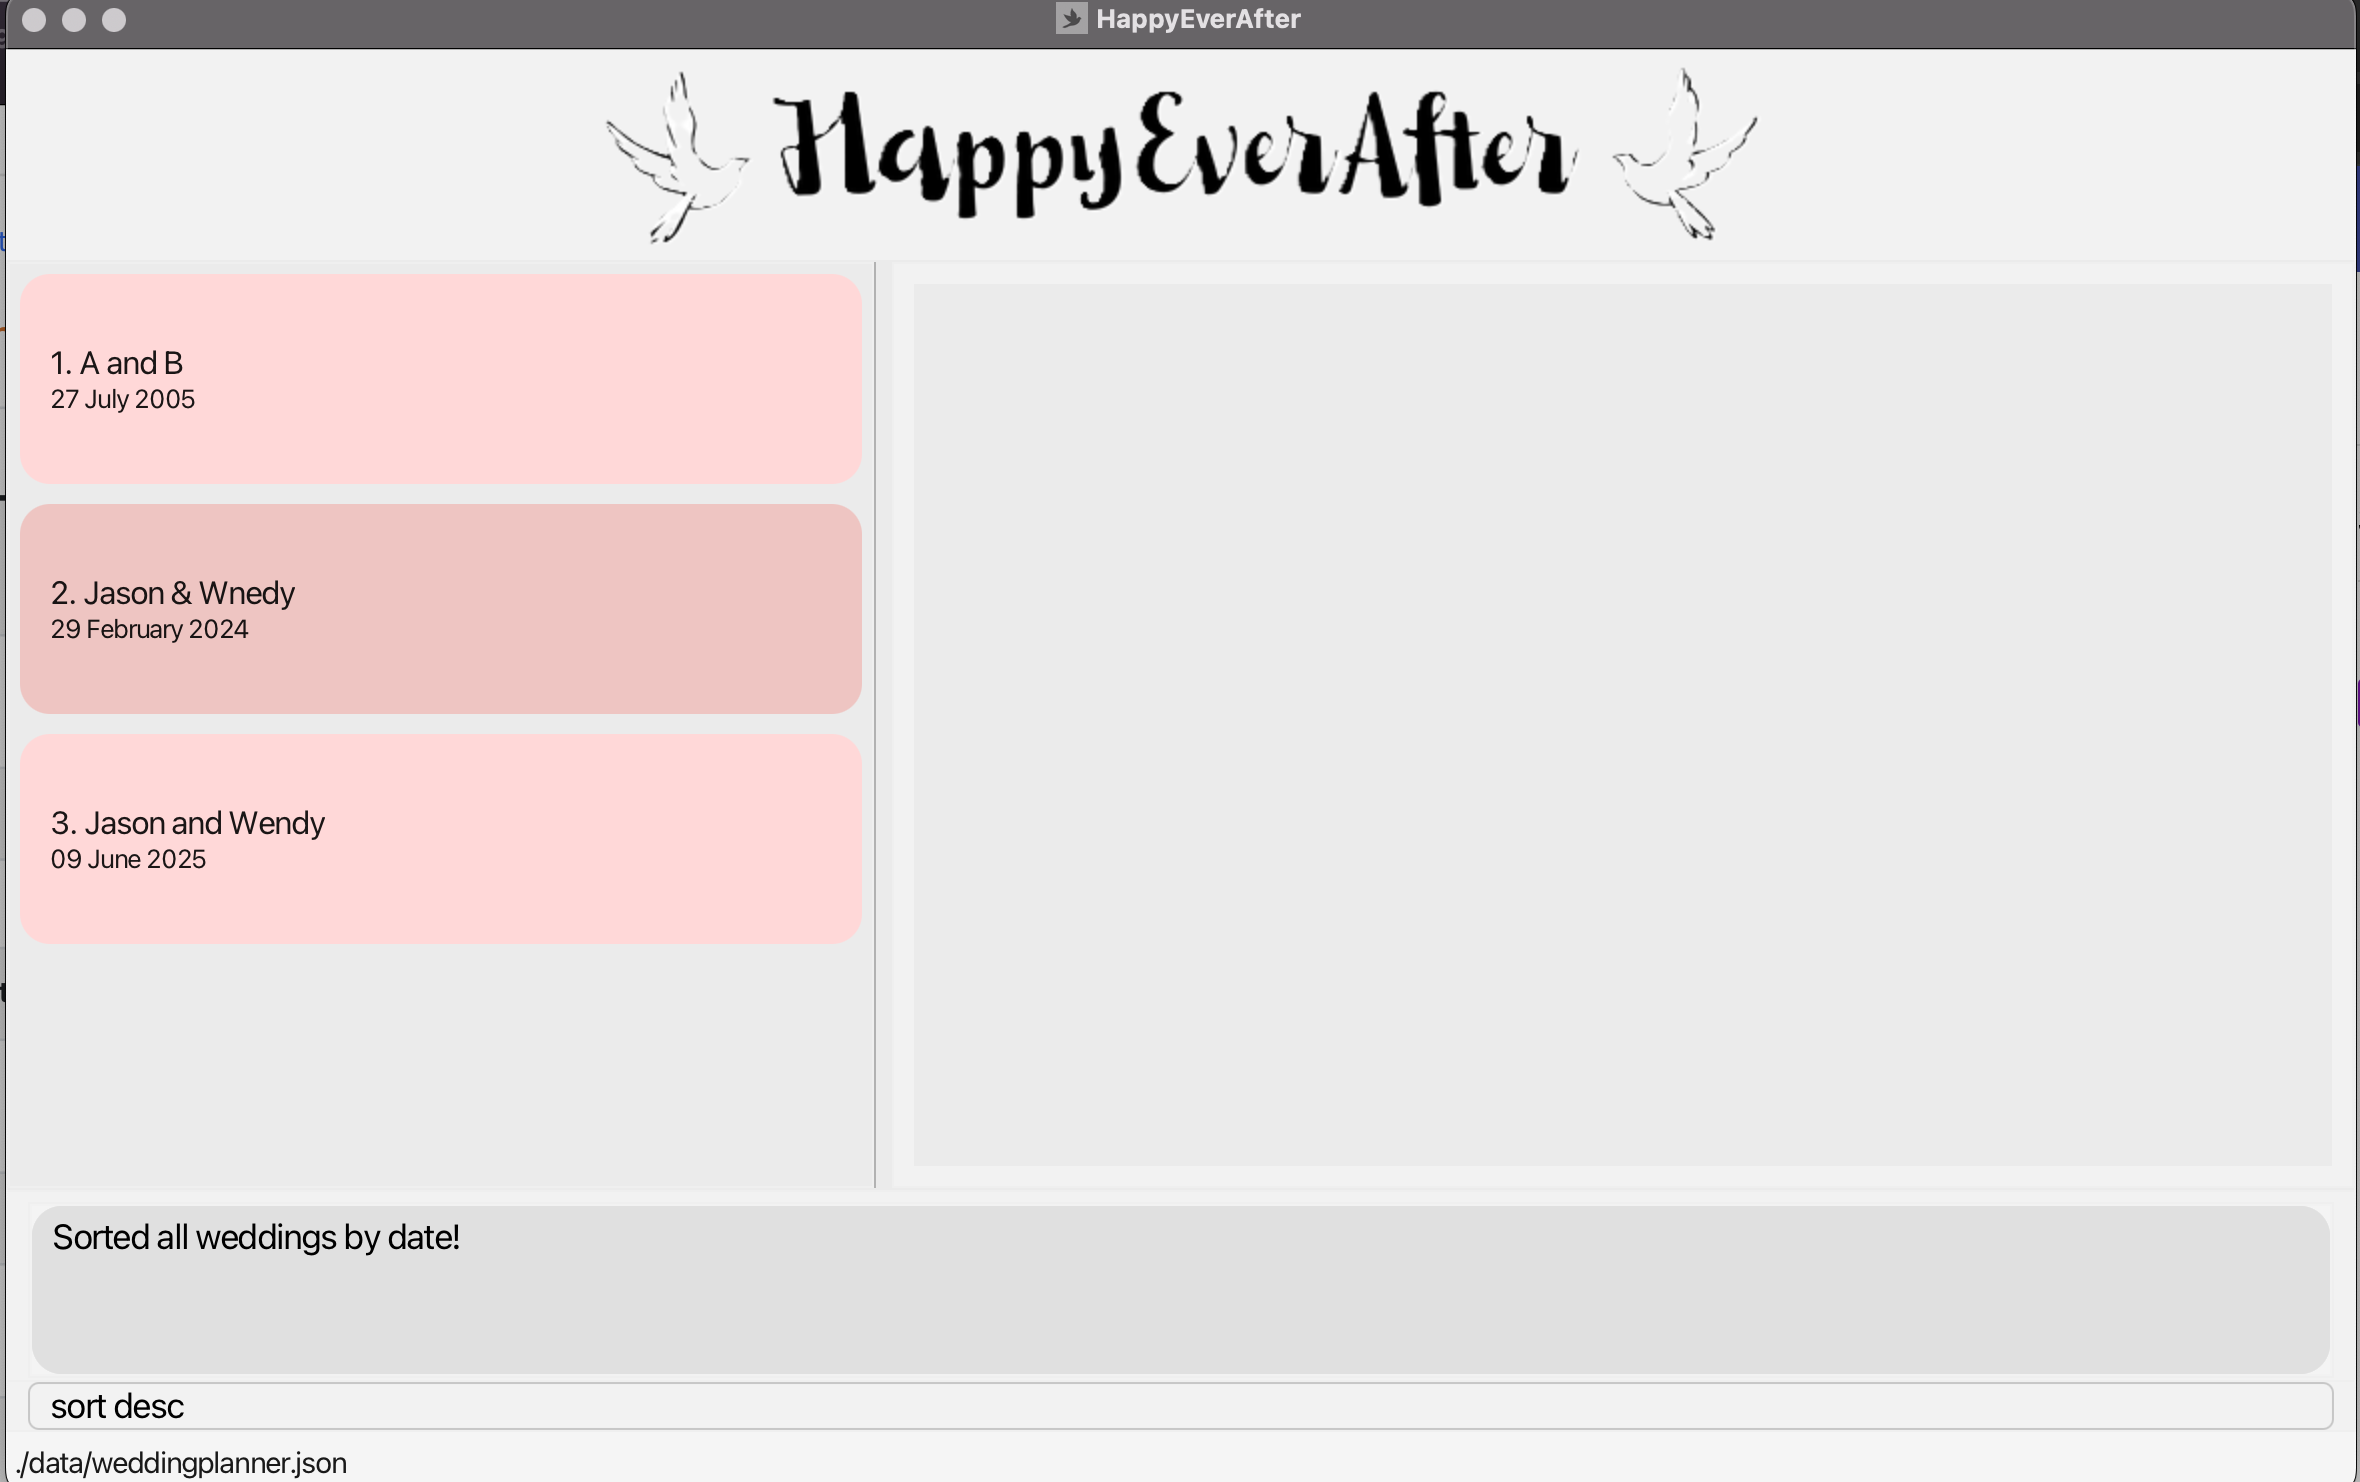 HappyEverAfter
HappyEverAfter
1. A and B
27 July 2005
2. Jason & Wnedy
29 February 2024
3. Jason and Wendy
09 June 2025
Sorted all weddings by date!
sort desc
./data/weddingplanner.json